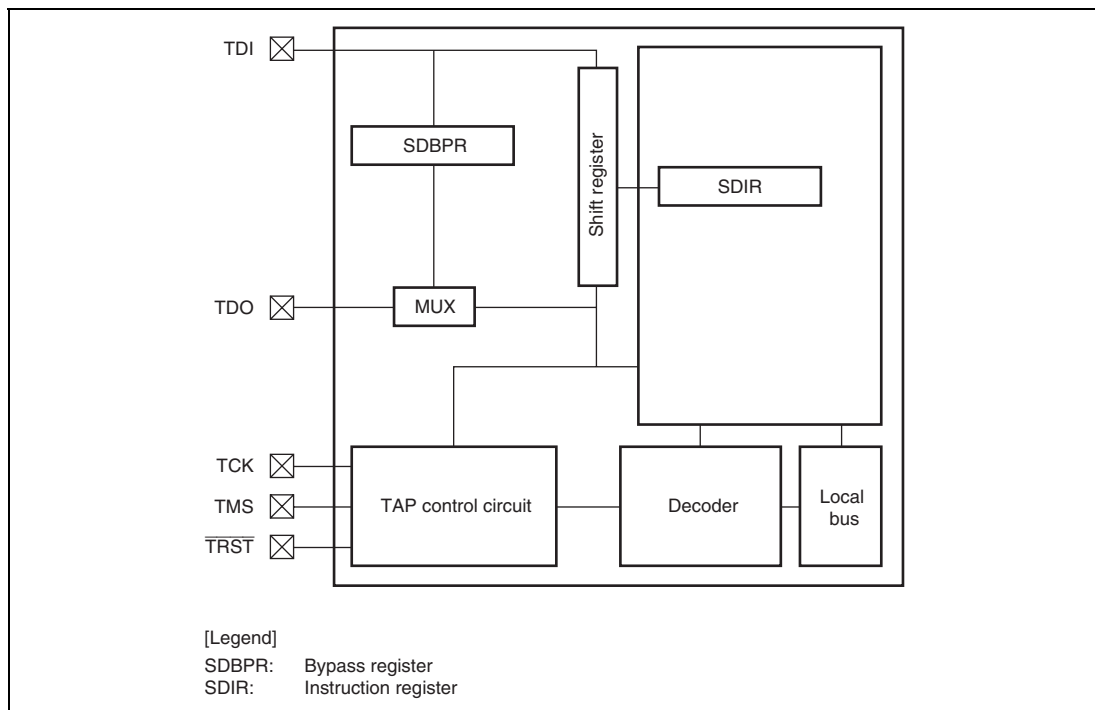 TDI
SDBPR
Shift register
SDIR
TDO
MUX
TCK
TMS
TRST
TAP control circuit
Decoder
Local
bus
[Legend]
SDBPR: Bypass register
SDIR: Instruction register